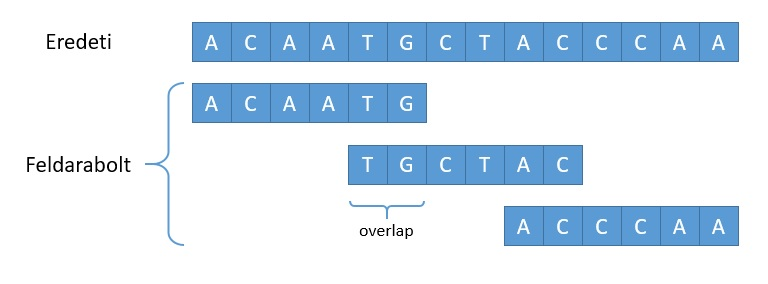 Eredeti A C A A T G C T A C C C A A
A C A A T G
Feldarabolt T G C T A C
overlap
A C C C A A